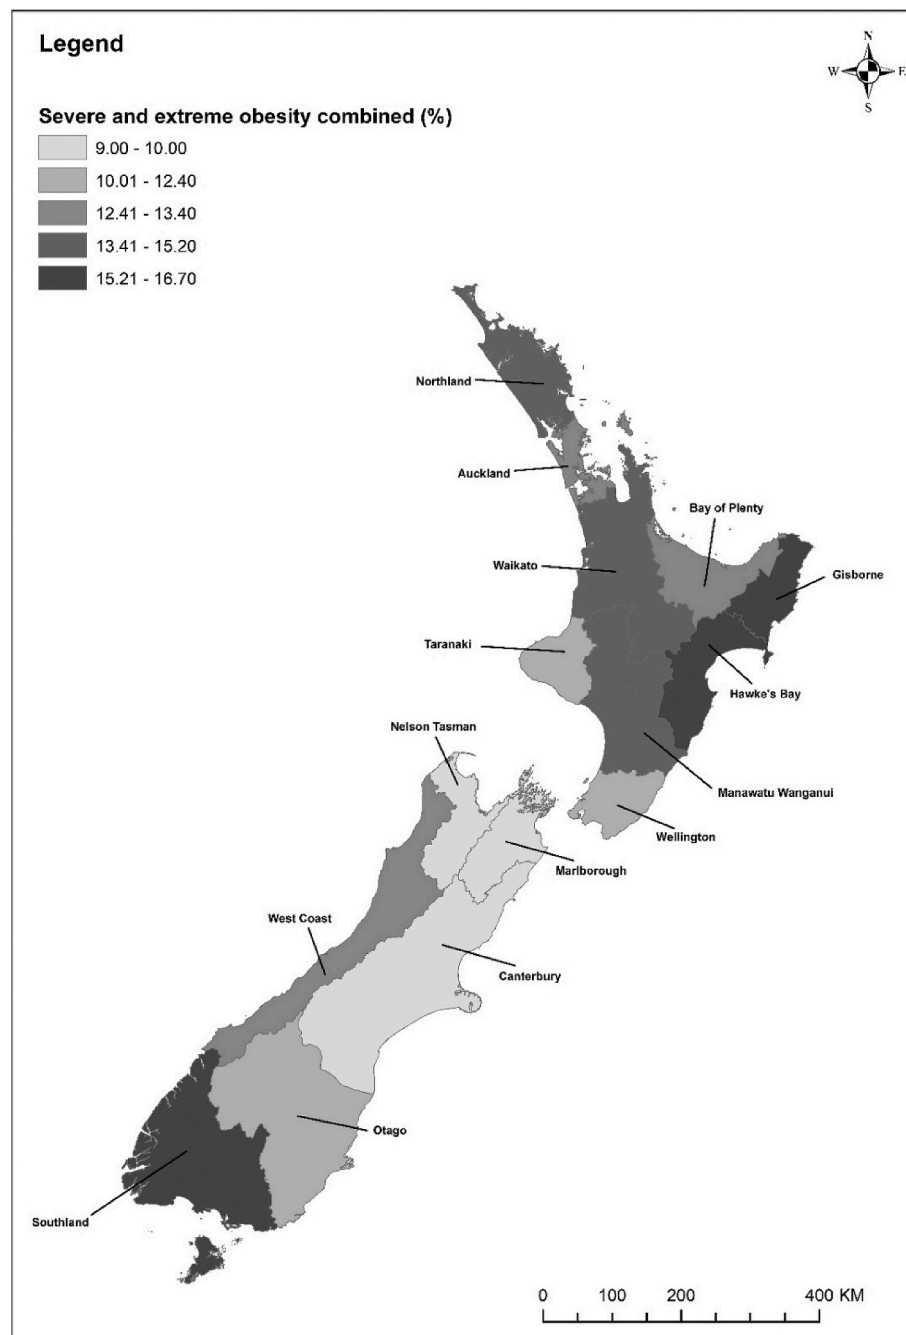 Legend
N
W E
S
Severe and extreme obesity combined (%)
9.00 - 10.00
10.01 - 12.40
12.41 - 13.40
13.41 - 15.20
15.21 - 16.70
Northland
Auckland
Bay of Plenty
Waikato
Gisborne
Taranaki
Hawke's Bay
Nelson Tasman
Manawatu Wanganui
Wellington
Marlborough
West Coast
Canterbury
Otago
Southland
0 100 200 400 KM